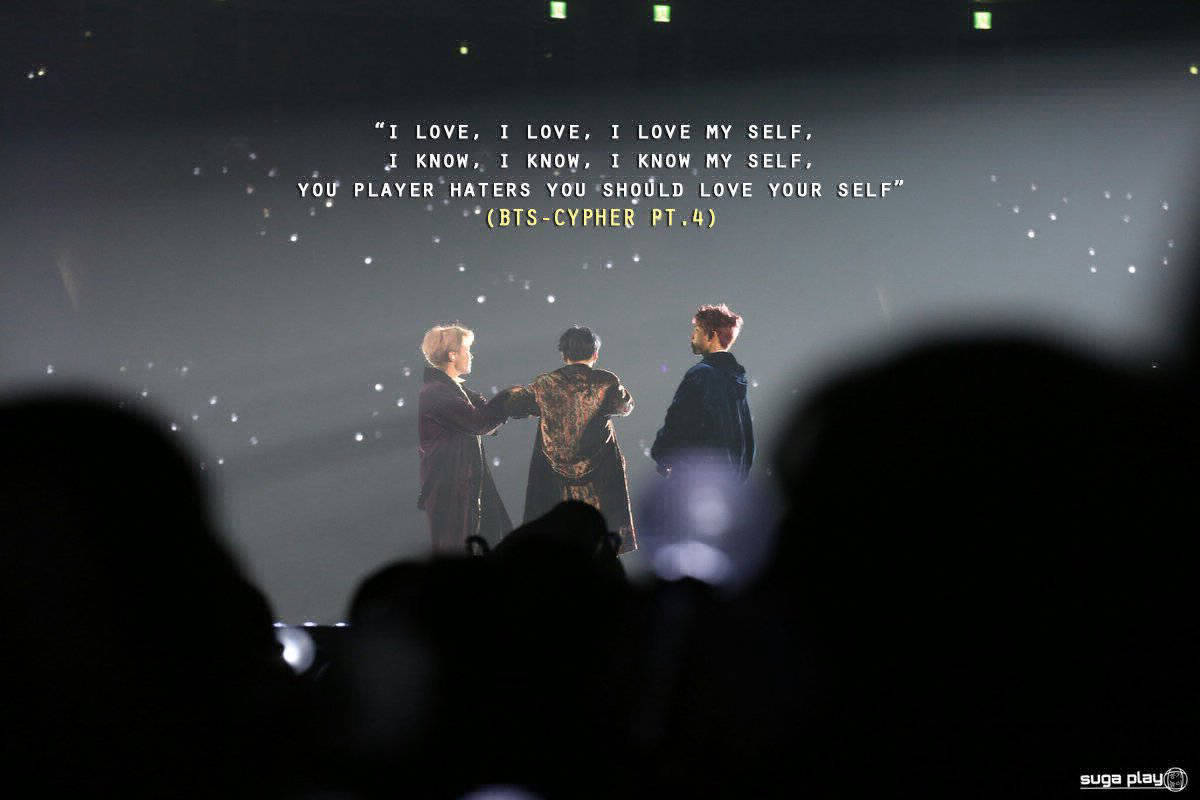 “I LOVE, I LOVE, I LOVE MY SELF,
I KNOW, I KNOW, I KNOW MY SELF,
YOU PLAYER HATERS YOU SHOULD LOVE YOUR SELF”
(BTS-CYPHER PT.4)
suga play